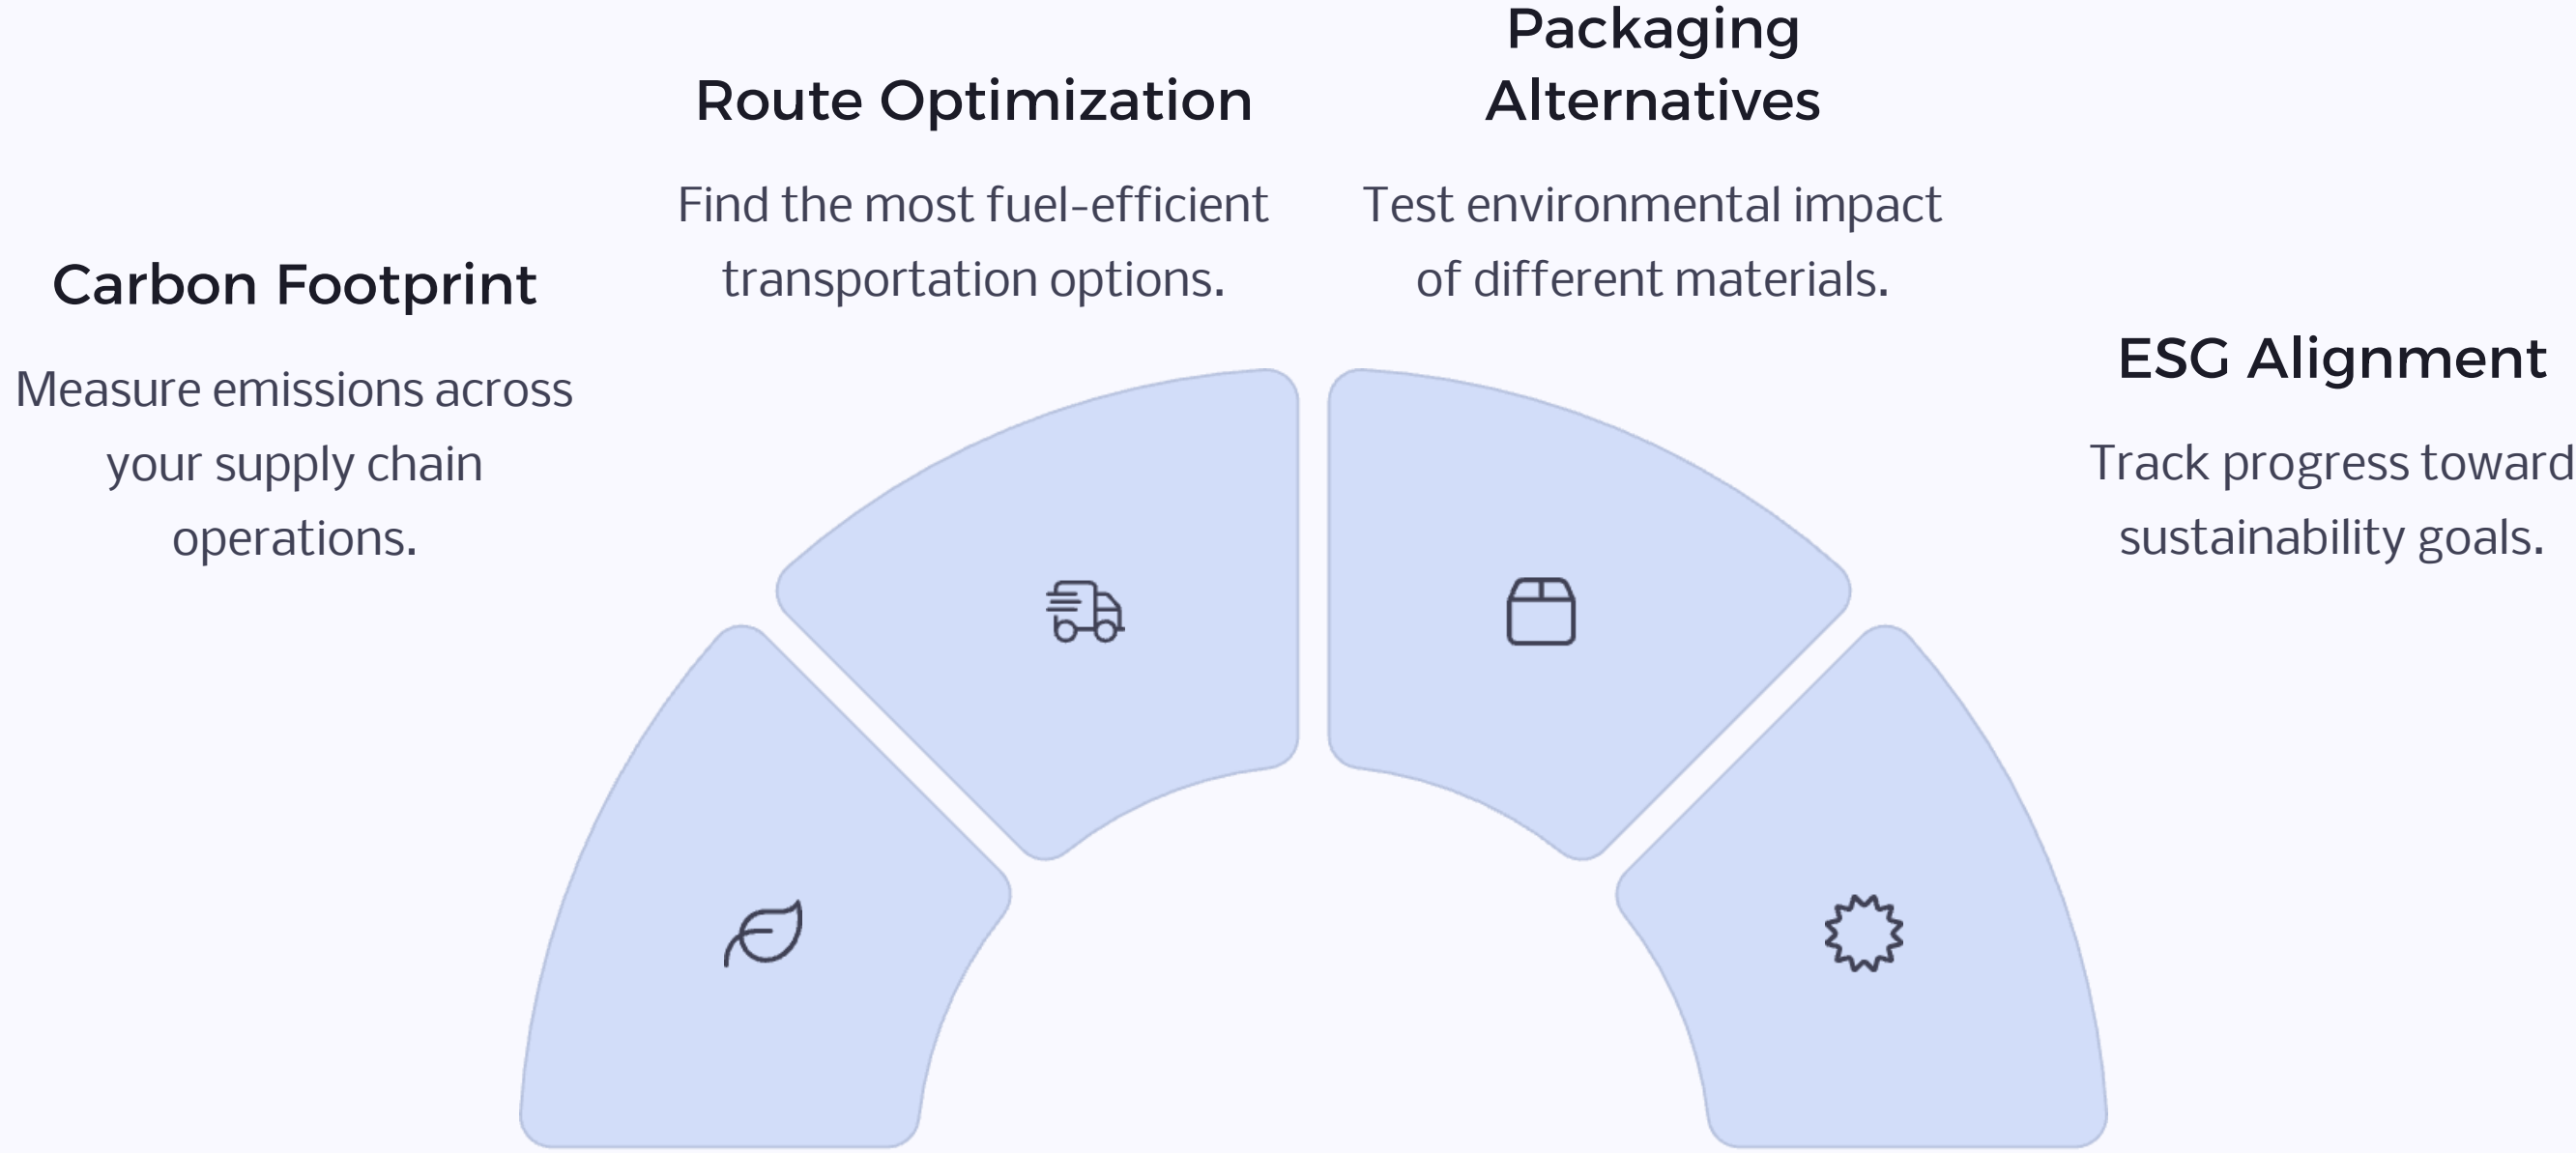 Carbon Footprint
Measure emissions across
your supply chain
operations.
Route Optimization
Find the most fuel-efficient
transportation options.
Packaging
Alternatives
Test environmental impact
of different materials.
ESG Alignment
Track progress toward
sustainability goals.